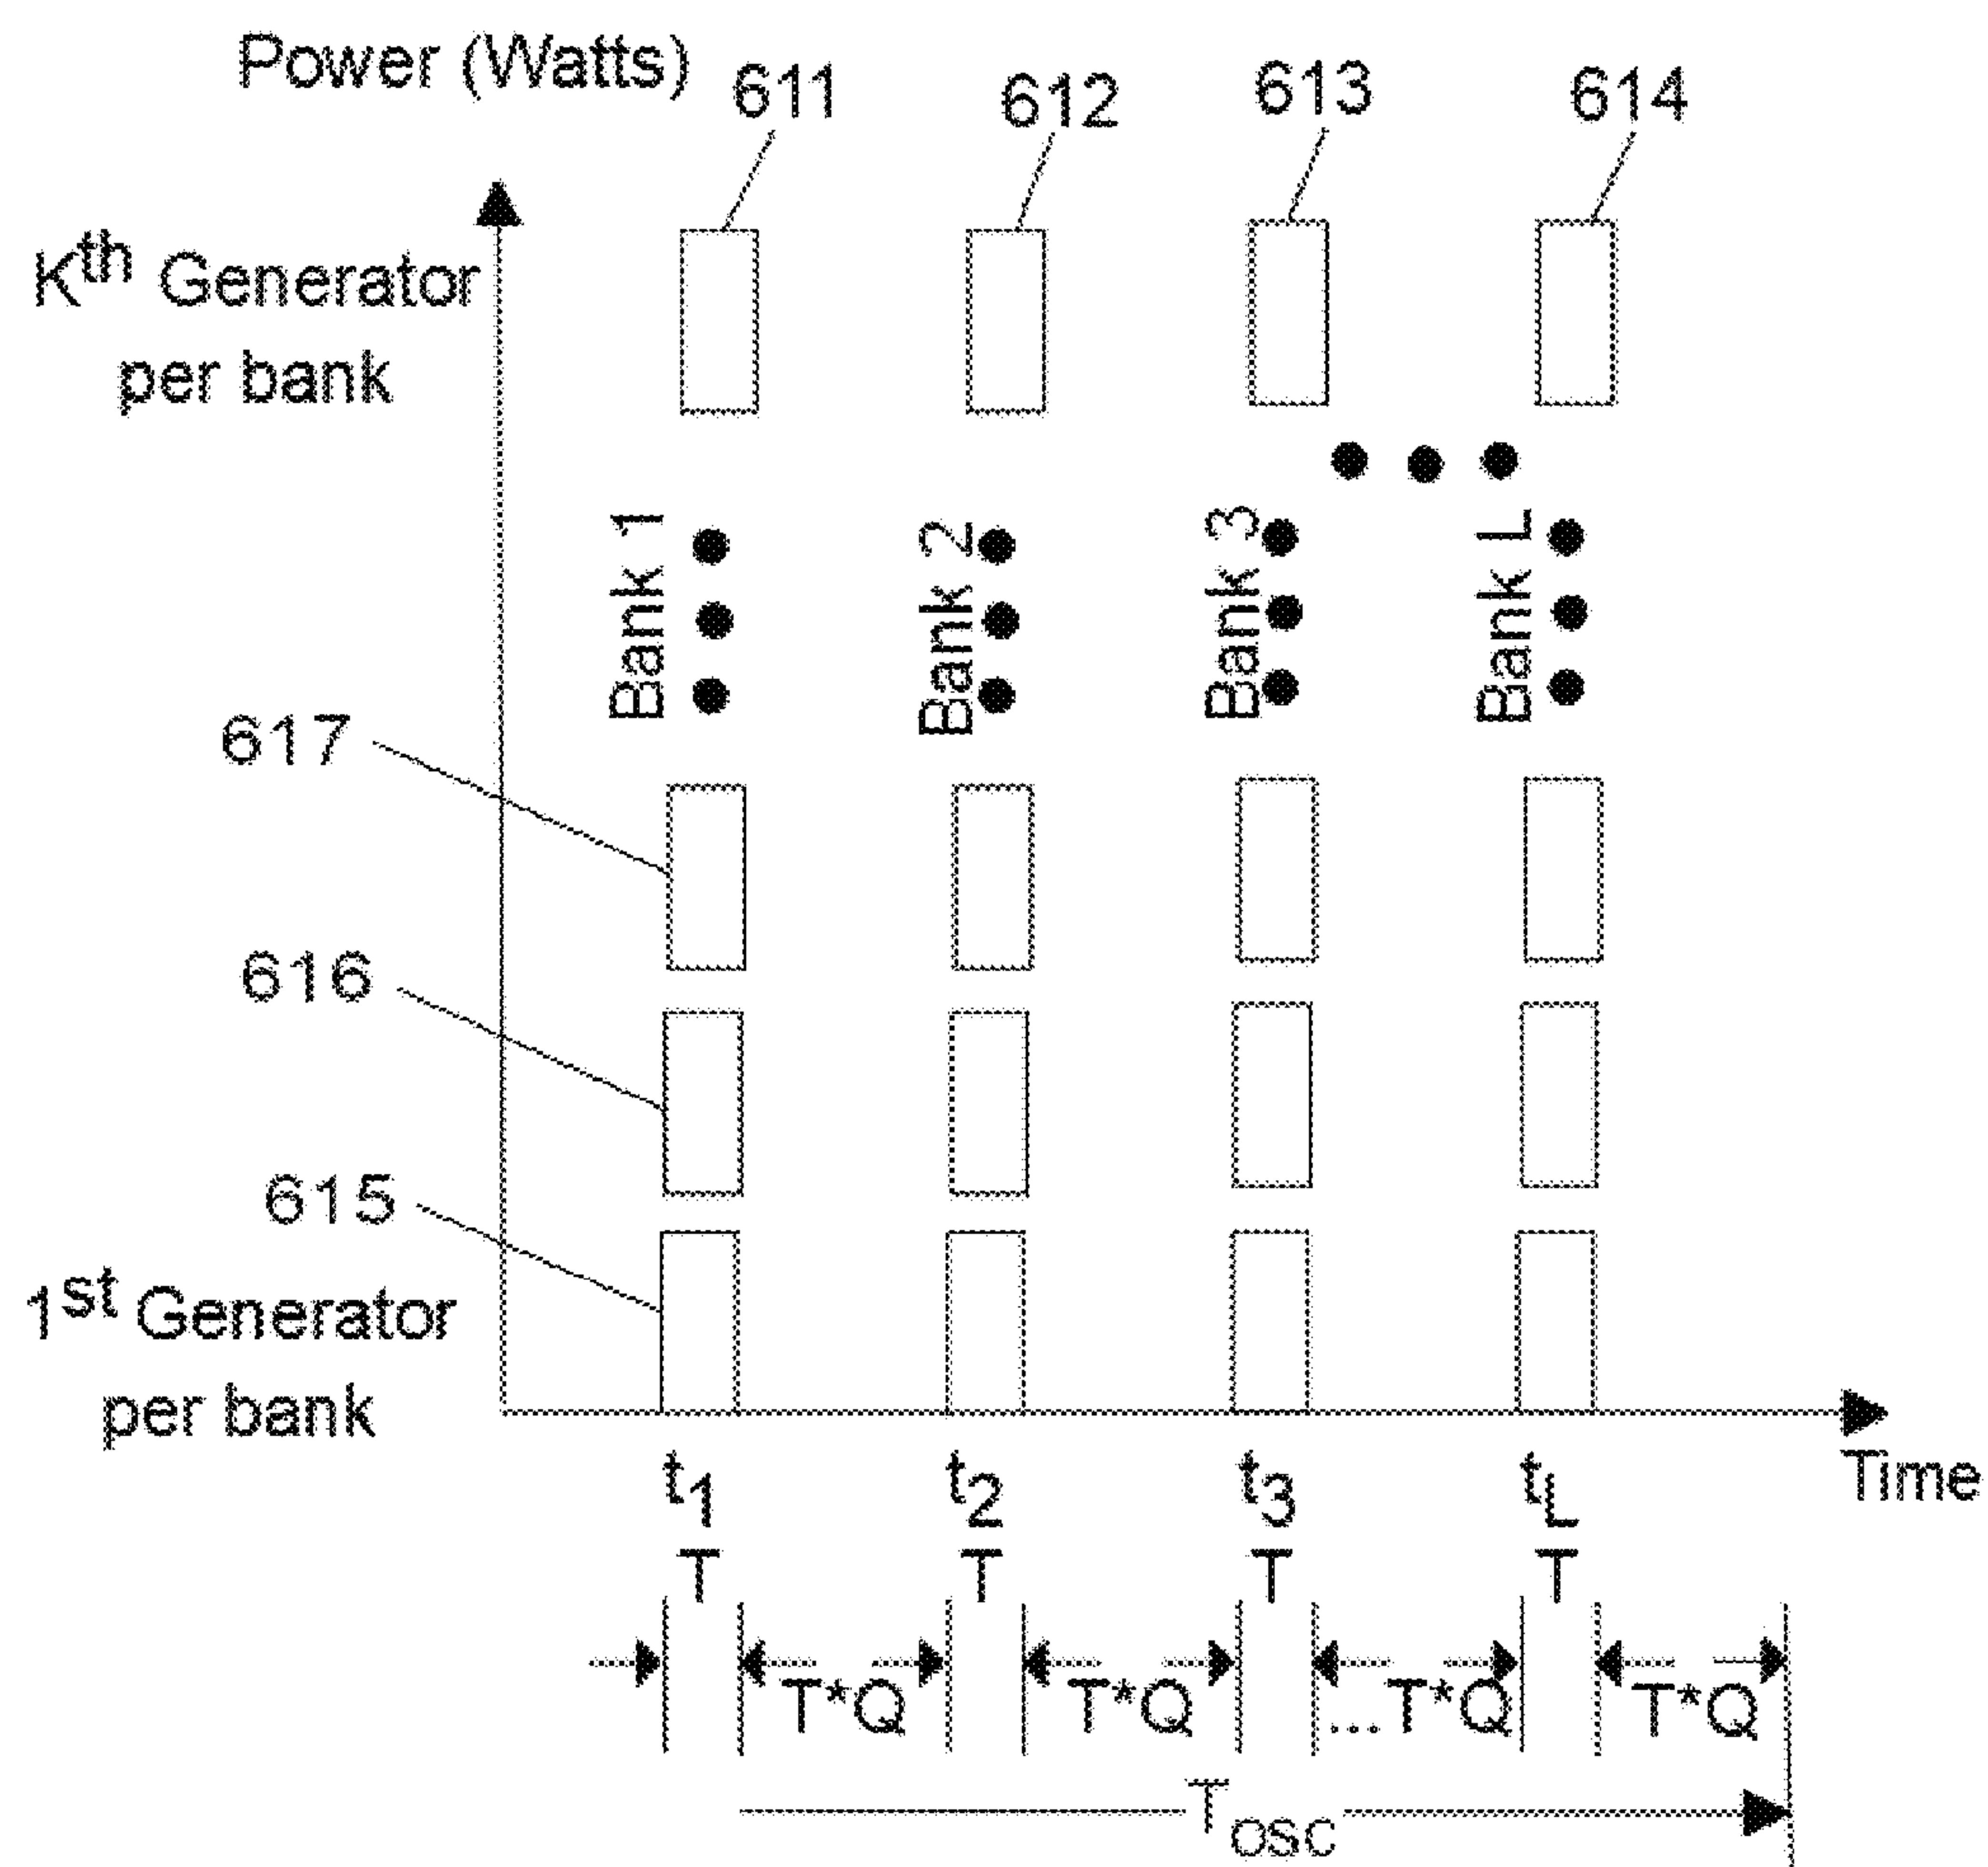 Power (Watts)
611
612
613
614
Kth Generator
per bank
Bank 1
Bank 2
Bank 3
Bank L
617
616
615
1st Generator
per bank
t1
t2
t3
tL
Time
T
T
T
T
T*Q
T*Q
...T*Q
T*Q
Tosc